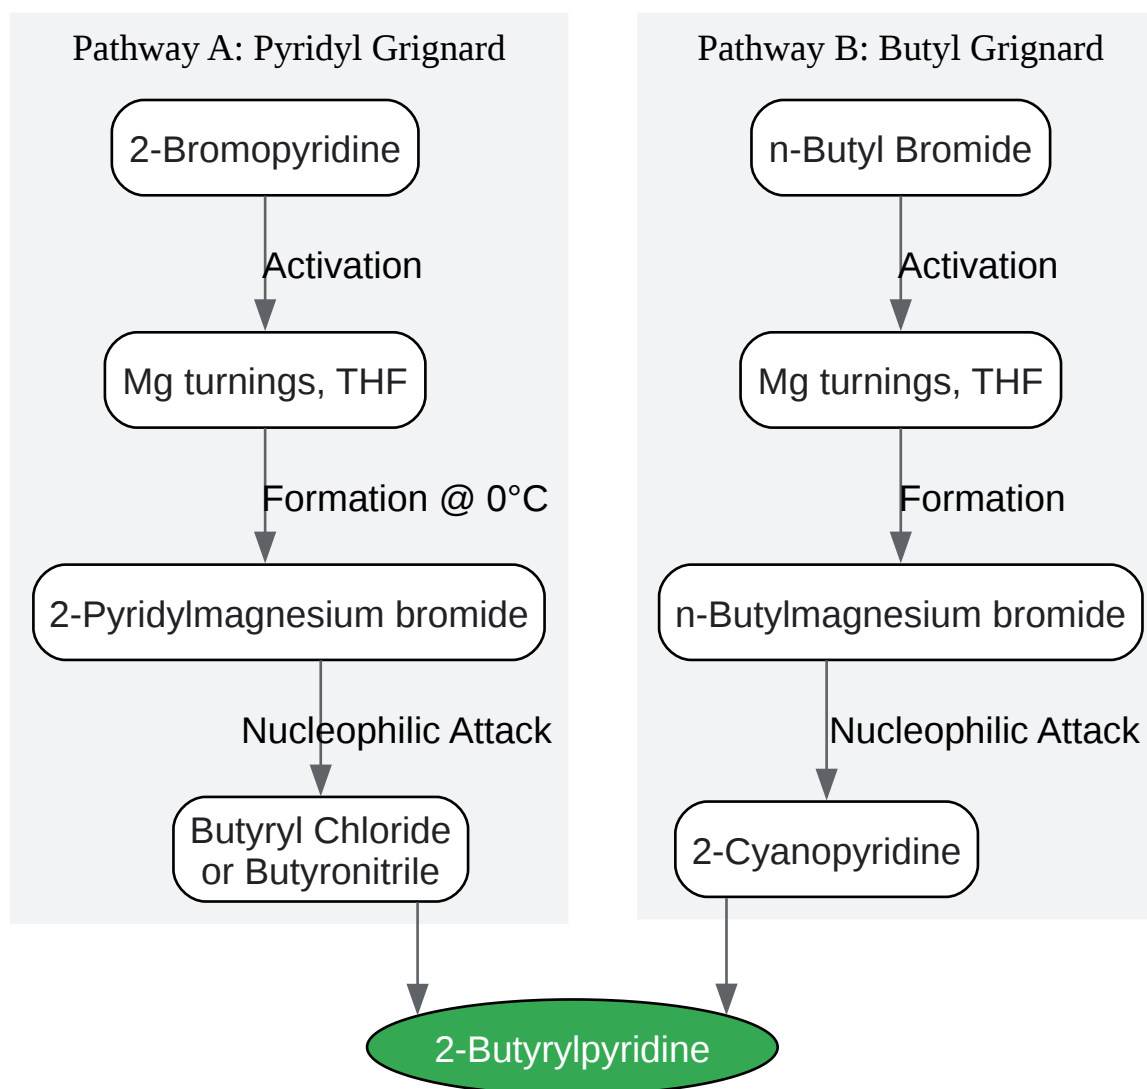 Pathway A: Pyridyl Grignard
2-Bromopyridine
Activation
Mg turnings, THF
Formation @ 0°C
2-Pyridylmagnesium bromide
Nucleophilic Attack
Butyryl Chloride
or Butyronitrile
Pathway B: Butyl Grignard
n-Butyl Bromide
Activation
Mg turnings, THF
Formation
n-Butylmagnesium bromide
Nucleophilic Attack
2-Cyanopyridine
2-Butyrylpyridine